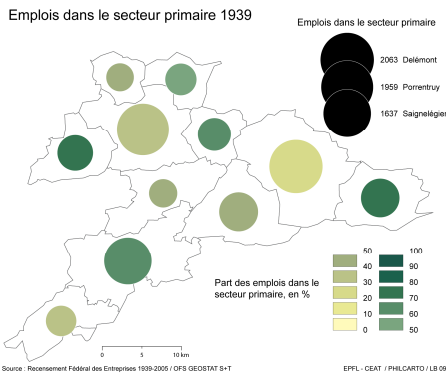 Emplois dans le secteur primaire 1939
Emplois dans le secteur primaire
2063 Delémont
1959 Porrentruy
1637 Saignelégier
Part des emplois dans le
secteur primaire, en %
50 100
40 90
30 80
20 70
10 60
0 50
0 5 10 km
Source : Recensement Fédéral des Entreprises 1939-2005 / OFS GEOSTAT S+T
EPFL - CEAT / PHILCARTO / LB 09